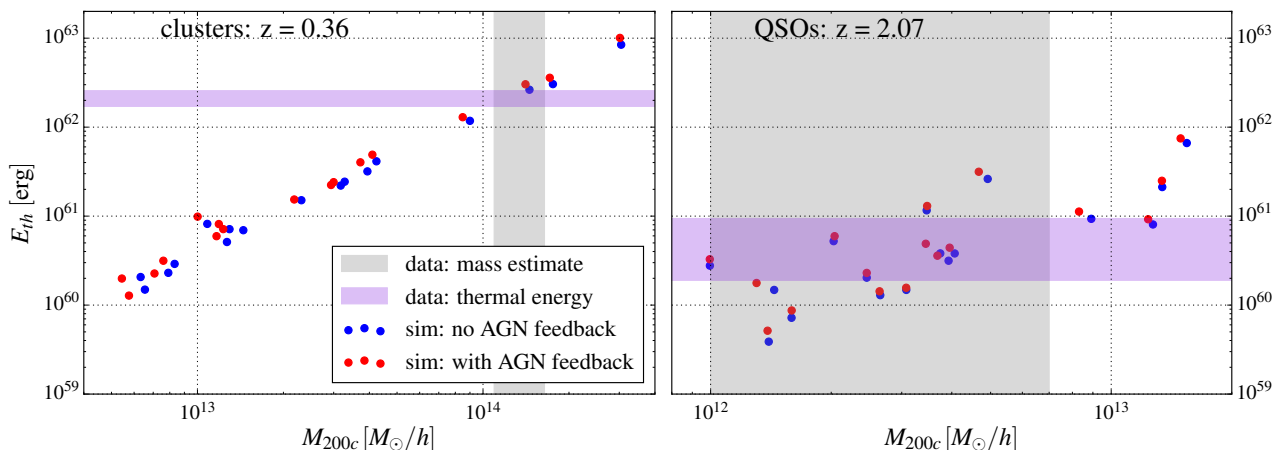 clusters: z = 0.36
QSOs: z = 2.07
10^63
10^62
10^61
10^60
10^59
E_th [erg]
10^63
10^62
10^61
10^60
10^59
data: mass estimate
data: thermal energy
sim: no AGN feedback
sim: with AGN feedback
10^13
10^14
10^12
10^13
M_200c [M_⊙/h]
M_200c [M_⊙/h]